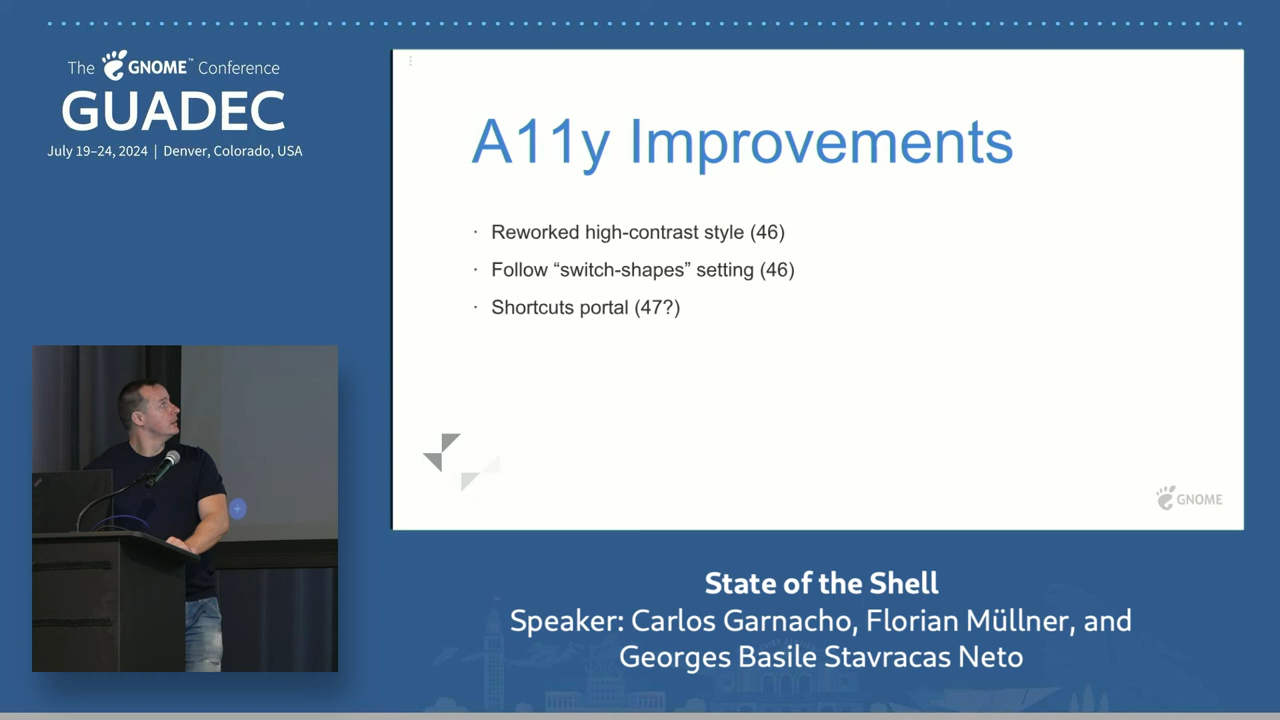 The GNOME™ Conference
GUADEC
July 19–24, 2024 | Denver, Colorado, USA
A11y Improvements
· Reworked high-contrast style (46)
· Follow “switch-shapes” setting (46)
· Shortcuts portal (47?)
GNOME
State of the Shell
Speaker: Carlos Garnacho, Florian Müllner, and
Georges Basile Stavracas Neto